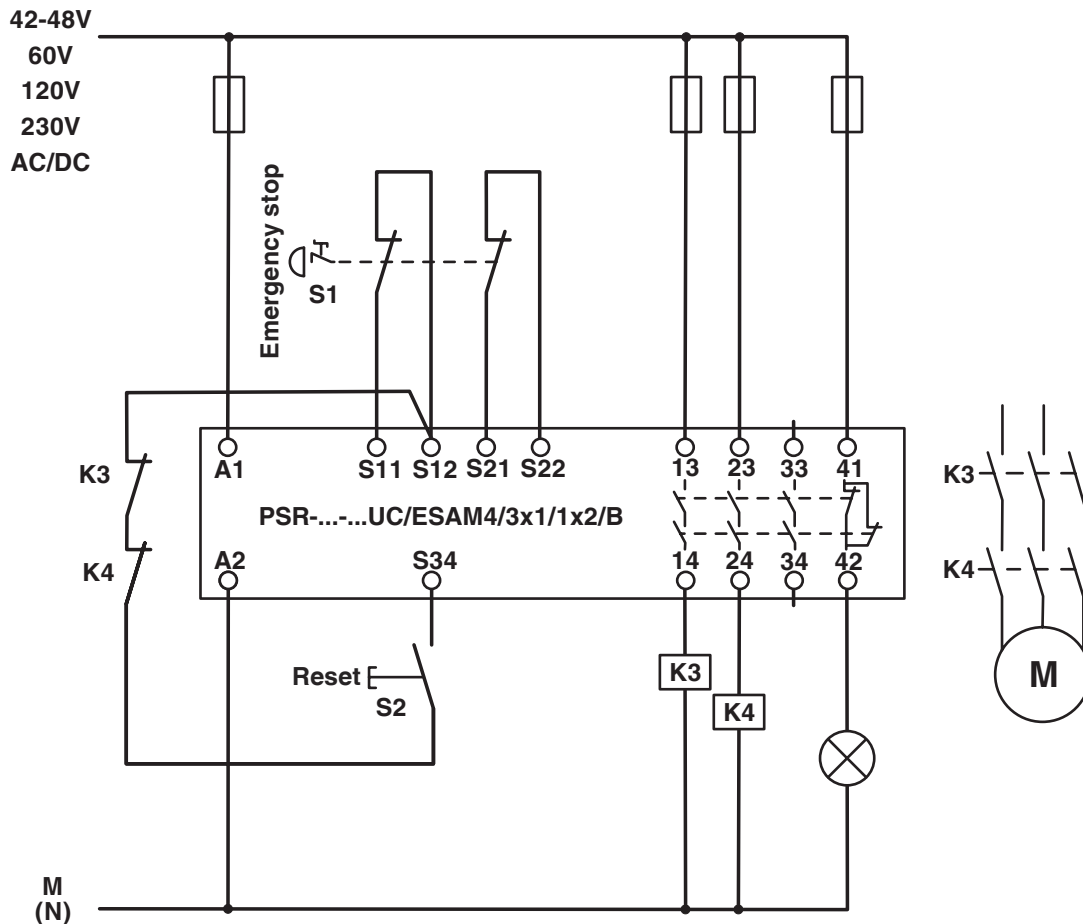 42-48V
60V
120V
230V
AC/DC
Emergency stop
S1
K3
A1
S11 S12 S21 S22
13 23 33 41
K3
PSR-...-...UC/ESAM4/3x1/1x2/B
K4
A2
S34
14 24 34 42
K4
Reset
S2
K3
K4
M
M
(N)